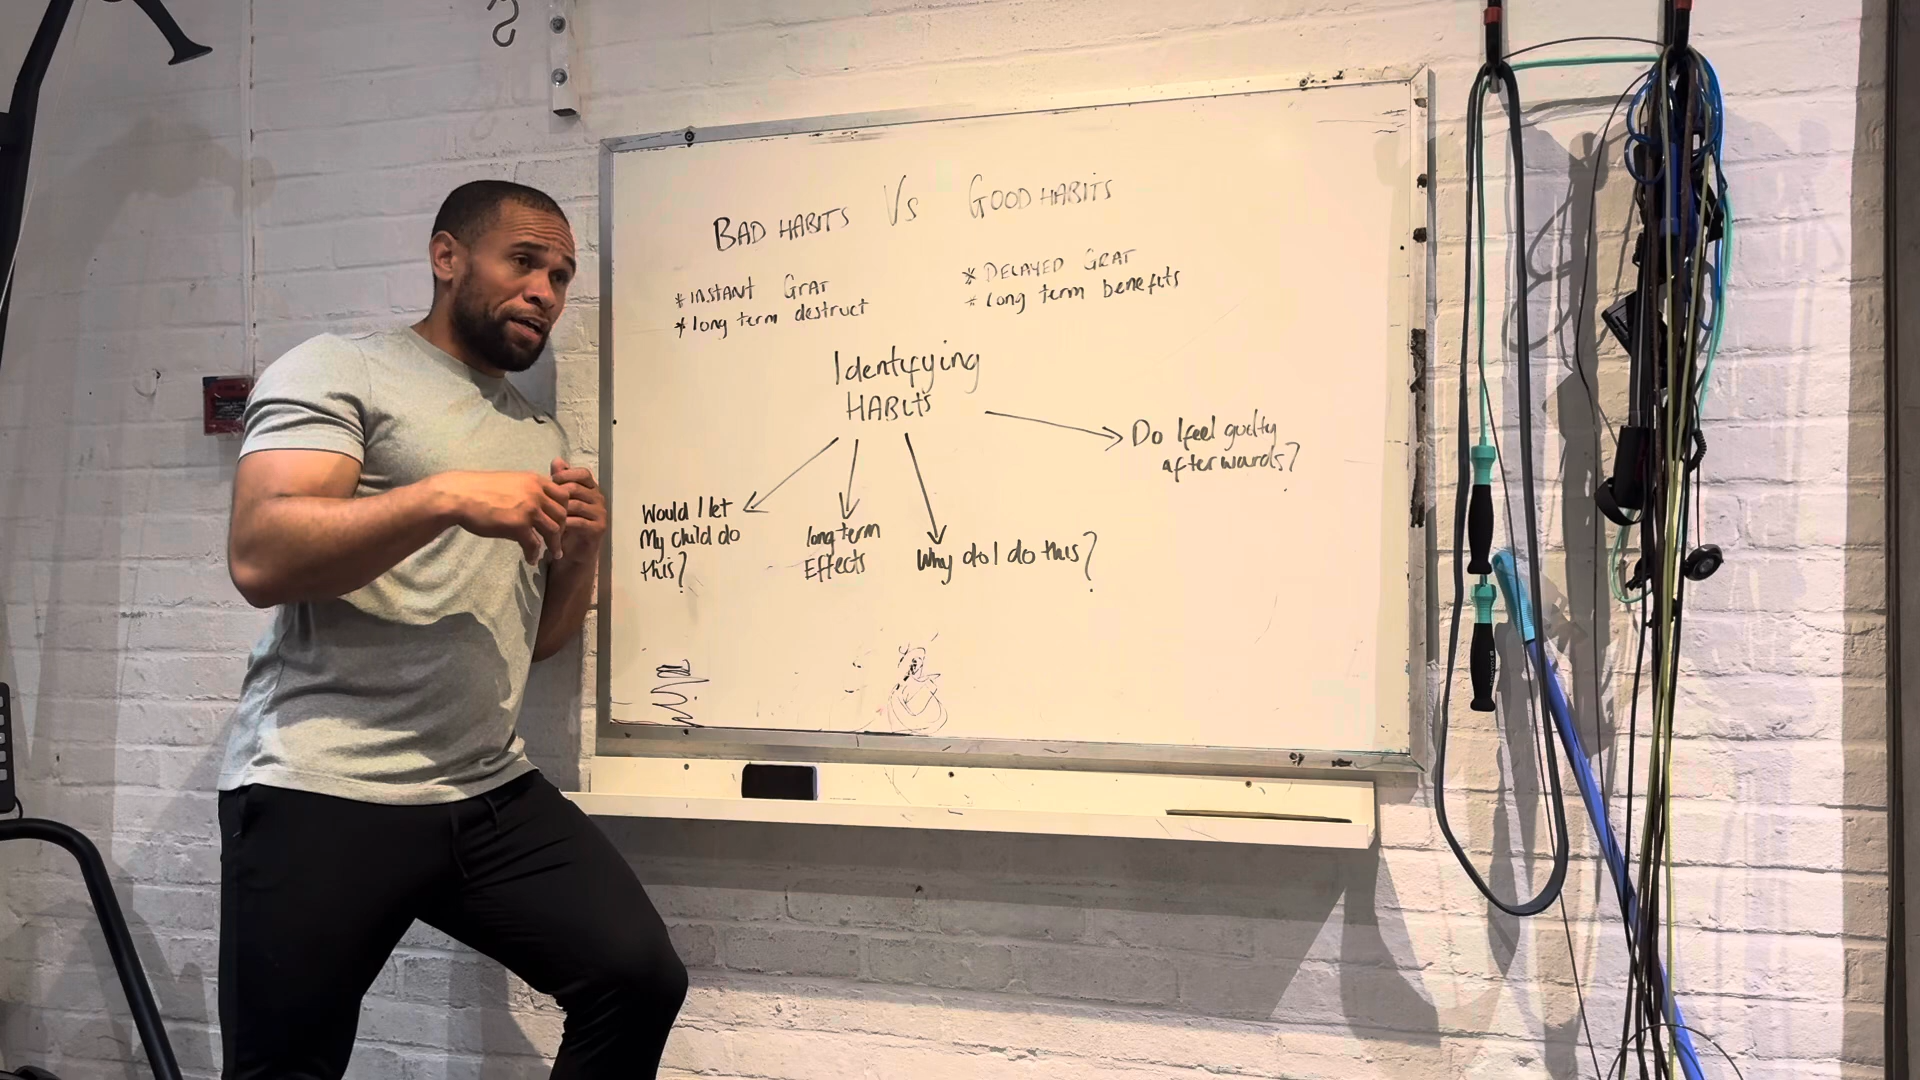 BAD HABITS Vs GOOD HABITS
* INSTANT GRAT
* long term destruct
* DELAYED GRAT
* long term benefits
Identifying
HABITS
Do I feel guilty
afterwards?
Would I let
My child do
this?
long term
Effects
Why do I do this?